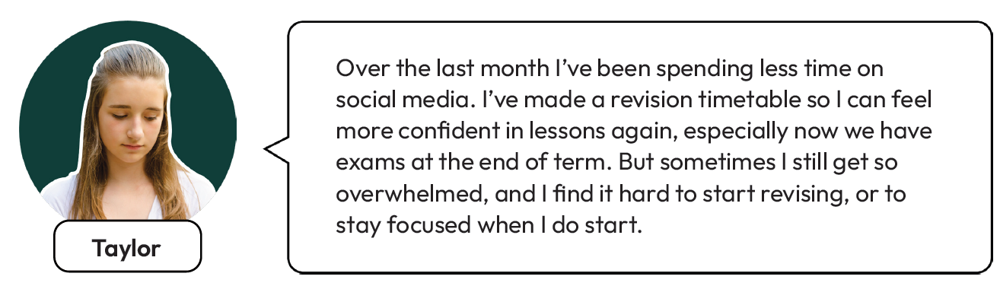 Over the last month I’ve been spending less time on
social media. I’ve made a revision timetable so I can feel
more confident in lessons again, especially now we have
exams at the end of term. But sometimes I still get so
overwhelmed, and I find it hard to start revising, or to
stay focused when I do start.
Taylor